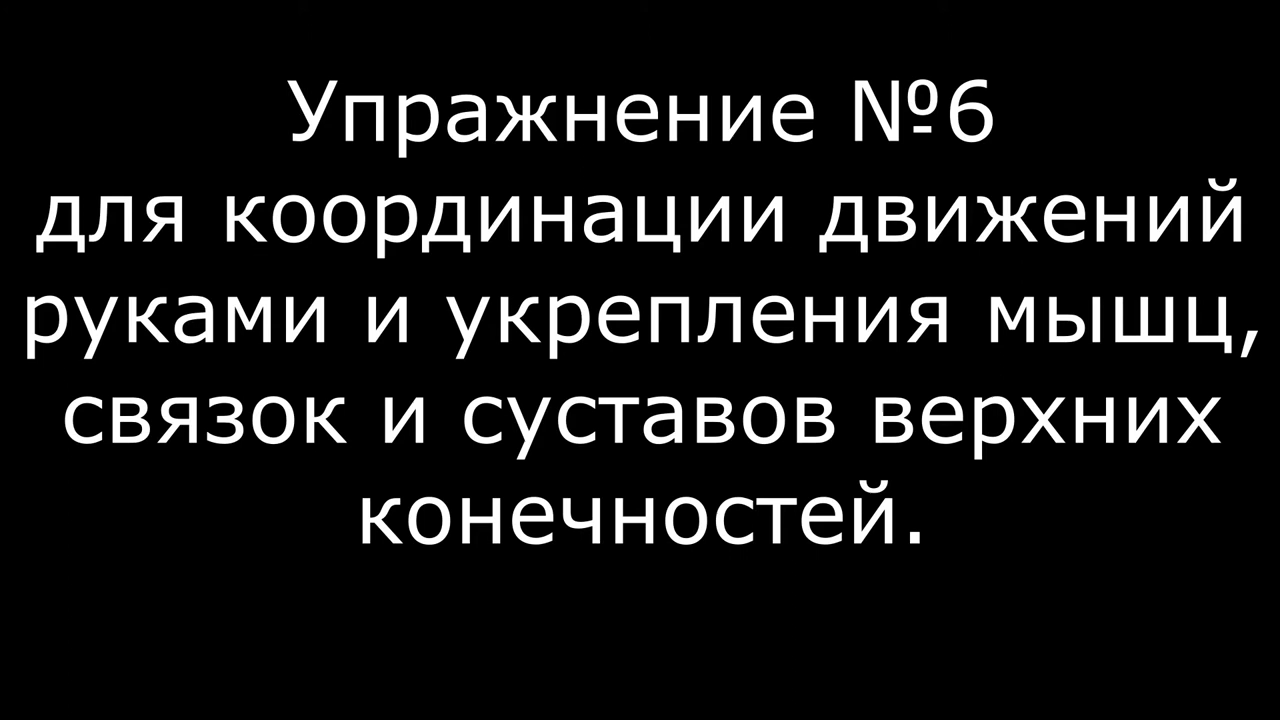 Упражнение №6
для координации движений
руками и укрепления мышц,
связок и суставов верхних
конечностей.